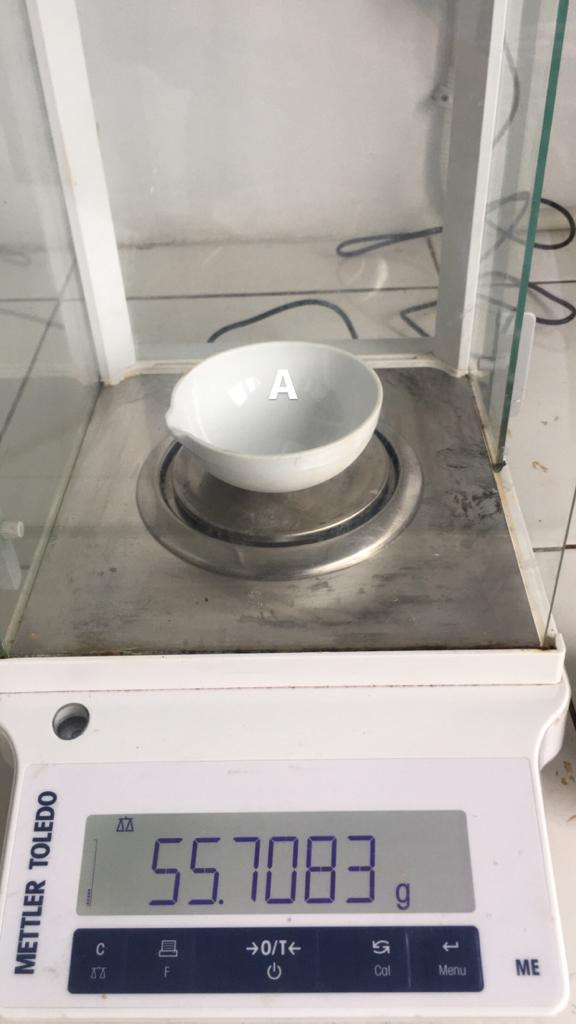 A
METTLER TOLEDO
55.7083 g
C
F
→0/T←
Cal
Menu
ME